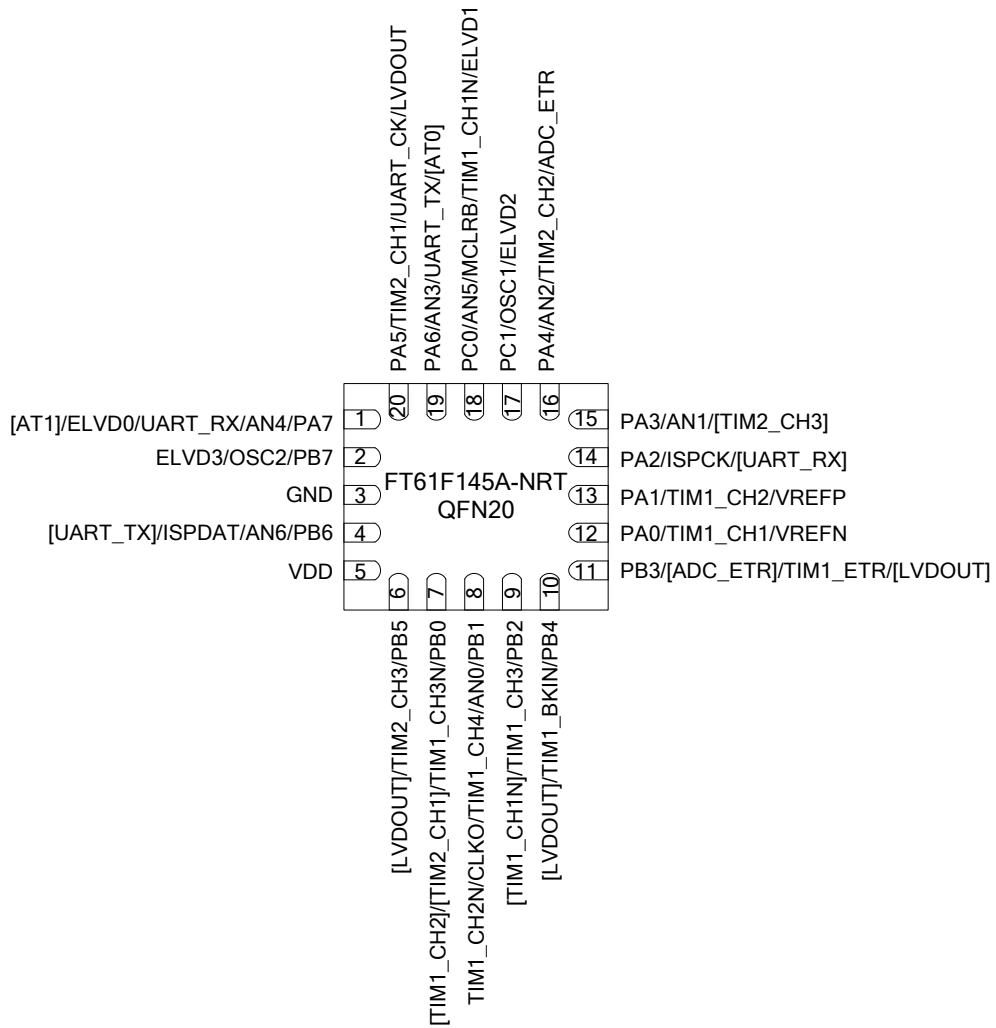 PA5/TIM2_CH1/UART_CK/LVDOUT
PA6/AN3/UART_TX/[AT0]
PC0/AN5/MCLRB/TIM1_CH1N/ELVD1
PC1/OSC1/ELVD2
PA4/AN2/TIM2_CH2/ADC_ETR
20
19
18
17
16
[AT1]/ELVD0/UART_RX/AN4/PA7
1
ELVD3/OSC2/PB7
2
GND
3
[UART_TX]/ISPDAT/AN6/PB6
4
VDD
5
FT61F145A-NRT
QFN20
15
PA3/AN1/[TIM2_CH3]
14
PA2/ISPCK/[UART_RX]
13
PA1/TIM1_CH2/VREFP
12
PA0/TIM1_CH1/VREFN
11
PB3/[ADC_ETR]/TIM1_ETR/[LVDOUT]
6
7
8
9
10
[LVDOUT]/TIM2_CH3/PB5
[TIM1_CH2]/[TIM2_CH1]/TIM1_CH3N/PB0
TIM1_CH2N/CLKO/TIM1_CH4/AN0/PB1
[TIM1_CH1N]/TIM1_CH3/PB2
[LVDOUT]/TIM1_BKIN/PB4